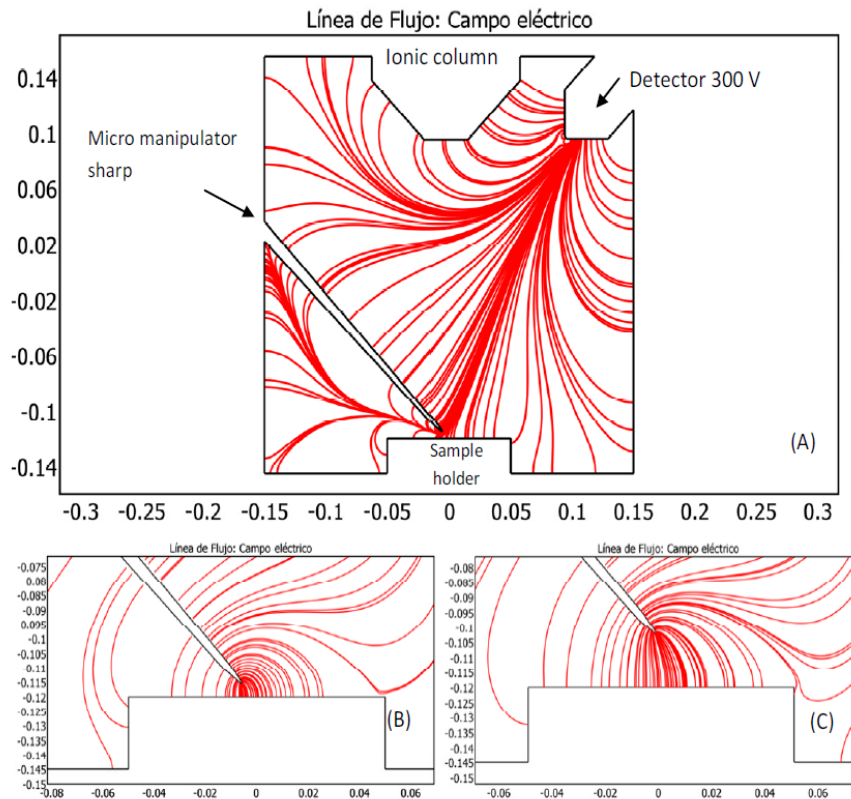 Línea de Flujo: Campo eléctrico
Ionic column
Detector 300 V
Micro manipulator
sharp
0.14
0.1
0.06
0.02
-0.02
-0.06
-0.1
-0.14
Sample
holder
(A)
-0.3 -0.2 -0.15 -0.05 0 0.05 0.1 0.15 0.2 0.3
Línea de Flujo: Campo eléctrico
-0.075
0.08
-0.085
-0.09
0.095
-0.1
-0.105
-0.11
-0.115
-0.12
-0.125
-0.13
-0.135
-0.14
-0.145
-0.15
(B)
-0.08 -0.06 -0.04 -0.02 0 0.02 0.04 0.06
Línea de Flujo: Campo eléctrico
-0.08
-0.085
-0.09
-0.095
-0.1
-0.105
-0.11
-0.115
-0.12
-0.125
-0.13
-0.135
-0.14
-0.145
-0.15
(C)
-0.06 -0.04 -0.02 0 0.02 0.04 0.06